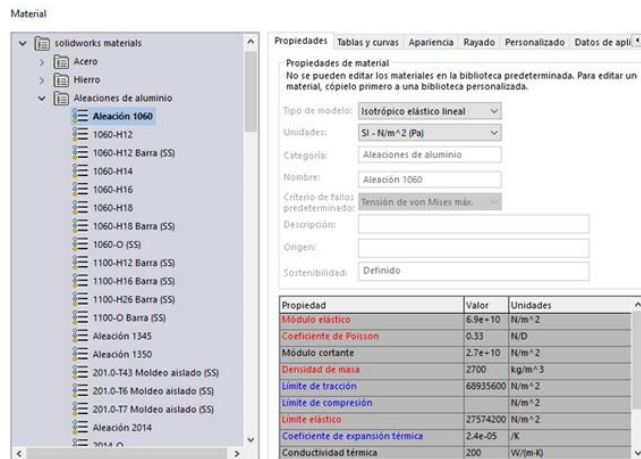 Material
solidworks materials
Acero
Hierro
Aleaciones de aluminio
Aleación 1060
1060-H12
1060-H12 Barra (SS)
1060-H14
1060-H16
1060-H18
1060-H18 Barra (SS)
1060-O (SS)
1100-H12 Barra (SS)
1100-H16 Barra (SS)
1100-H26 Barra (SS)
1100-O Barra (SS)
Aleación 1345
Aleación 1350
201.0-T43 Moldeo aislado (SS)
201.0-T6 Moldeo aislado (SS)
201.0-T7 Moldeo aislado (SS)
Aleación 2014
2014-O
Propiedades Tablas y curvas Apariencia Rayado Personalizado Datos de apli
Propiedades de material
No se pueden editar los materiales en la biblioteca predeterminada. Para editar un
material, cópielo primero a una biblioteca personalizada.
Tipo de modelo: Isotrópico elástico lineal
Unidades: SI - N/m^2 (Pa)
Categoría: Aleaciones de aluminio
Nombre: Aleación 1060
Criterio de fallos
predeterminado: Tensión de von Mises máx.
Descripción:
Origen:
Sostenibilidad: Definido
Propiedad Valor Unidades
Módulo elástico 6.9e+10 N/m^2
Coeficiente de Poisson 0.33 N/D
Módulo cortante 2.7e+10 N/m^2
Densidad de masa 2700 kg/m^3
Límite de tracción 68935600 N/m^2
Límite de compresión N/m^2
Límite elástico 27574200 N/m^2
Coeficiente de expansión térmica 2.4e-05 /K
Conductividad térmica 200 W/(m·K)